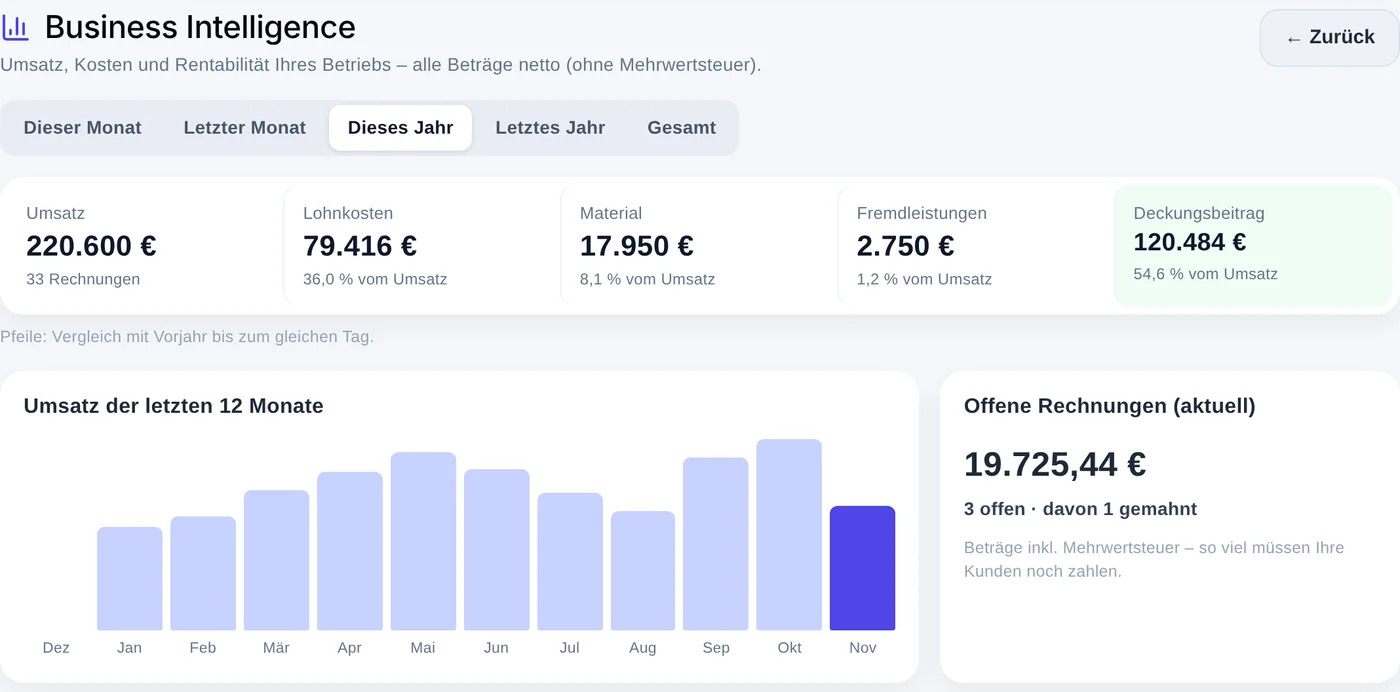 Business Intelligence
← Zurück
Umsatz, Kosten und Rentabilität Ihres Betriebs – alle Beträge netto (ohne Mehrwertsteuer).
Dieser Monat
Letzter Monat
Dieses Jahr
Letztes Jahr
Gesamt
Umsatz
220.600 €
33 Rechnungen
Lohnkosten
79.416 €
36,0 % vom Umsatz
Material
17.950 €
8,1 % vom Umsatz
Fremdleistungen
2.750 €
1,2 % vom Umsatz
Deckungsbeitrag
120.484 €
54,6 % vom Umsatz
Pfeile: Vergleich mit Vorjahr bis zum gleichen Tag.
Umsatz der letzten 12 Monate
Dez
Jan
Feb
Mär
Apr
Mai
Jun
Jul
Aug
Sep
Okt
Nov
Offene Rechnungen (aktuell)
19.725,44 €
3 offen · davon 1 gemahnt
Beträge inkl. Mehrwertsteuer – so viel müssen Ihre
Kunden noch zahlen.